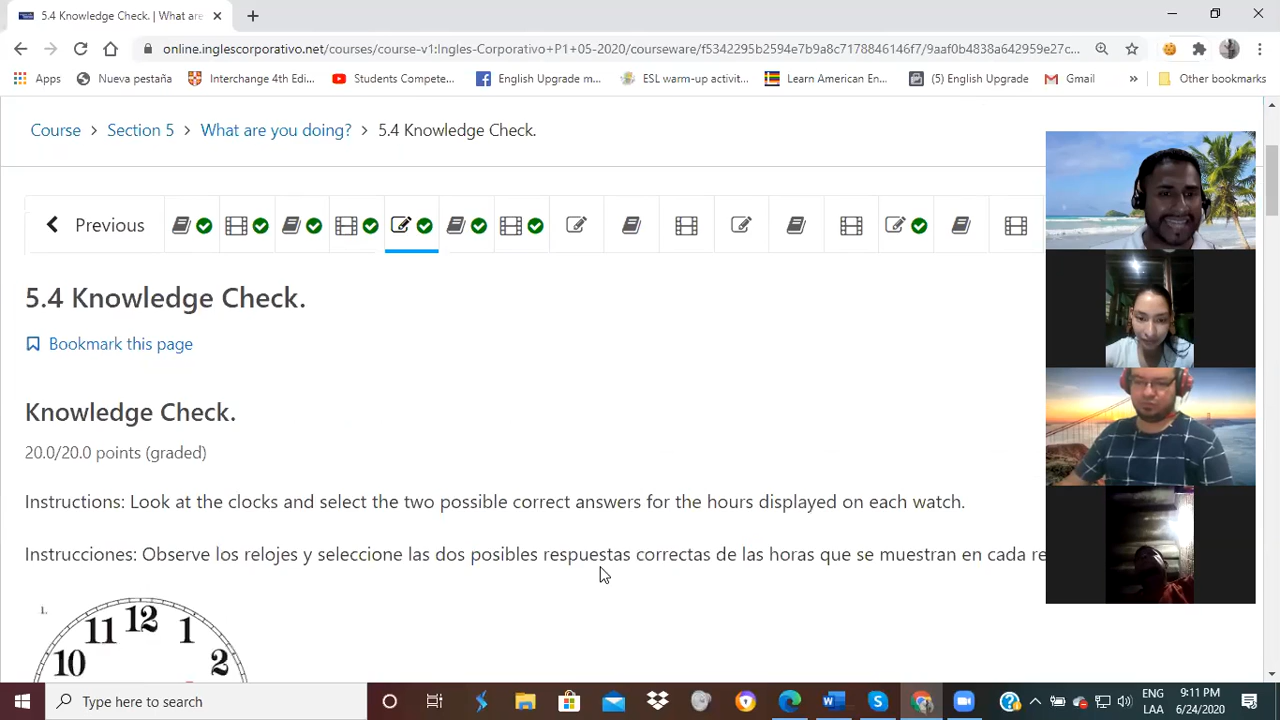 5.4 Knowledge Check. | What are
online.inglescorporativo.net/courses/course-v1:Ingles-Corporativo+P1+05-2020/courseware/f5342295b2594e7b9a8c7178846146f7/9aaf0b4838a642959e27c...
Apps Nueva pestaña Interchange 4th Edi... Students Compete... English Upgrade m... ESL warm-up activit... Learn American En... (5) English Upgrade Gmail » Other bookmarks
Course > Section 5 > What are you doing? > 5.4 Knowledge Check.
Previous
5.4 Knowledge Check.
Bookmark this page
Knowledge Check.
20.0/20.0 points (graded)
Instructions: Look at the clocks and select the two possible correct answers for the hours displayed on each watch.
Instrucciones: Observe los relojes y seleccione las dos posibles respuestas correctas de las horas que se muestran en cada re
1.
11 12 1
10 2
Type here to search
ENG 9:11 PM
LAA 6/24/2020